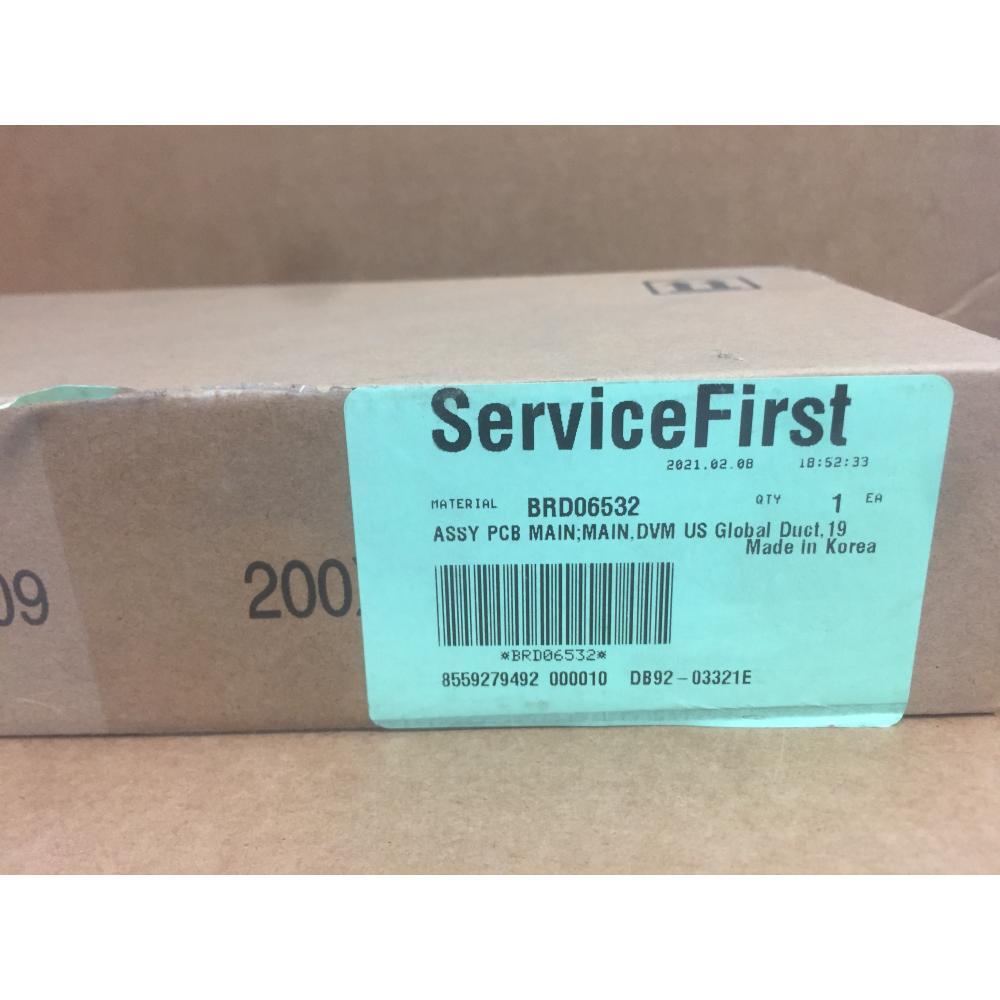 ServiceFirst
2021.02.08 18:52:33
MATERIAL BRD06532 QTY 1 EA
ASSY PCB MAIN;MAIN,DVM US Global Duct,19
Made in Korea
09 200
*BRD06532*
8559279492 000010 DB92-03321E